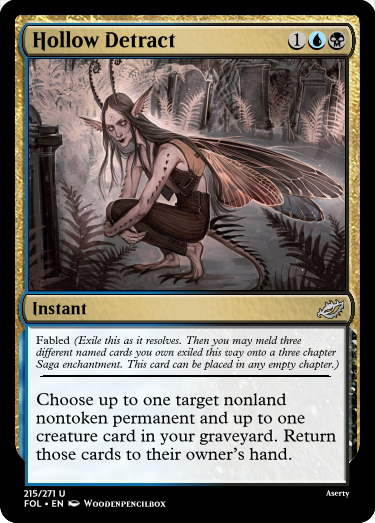 Hollow Detract 1
Instant
Fabled (Exile this as it resolves. Then you may meld three
different named cards you own exiled this way onto a three chapter
Saga enchantment. This card can be placed in any empty chapter.)
Choose up to one target nonland
nontoken permanent and up to one
creature card in your graveyard. Return
those cards to their owner's hand.
215/271 U
FOL • EN Woodenpencilbox
Aserty